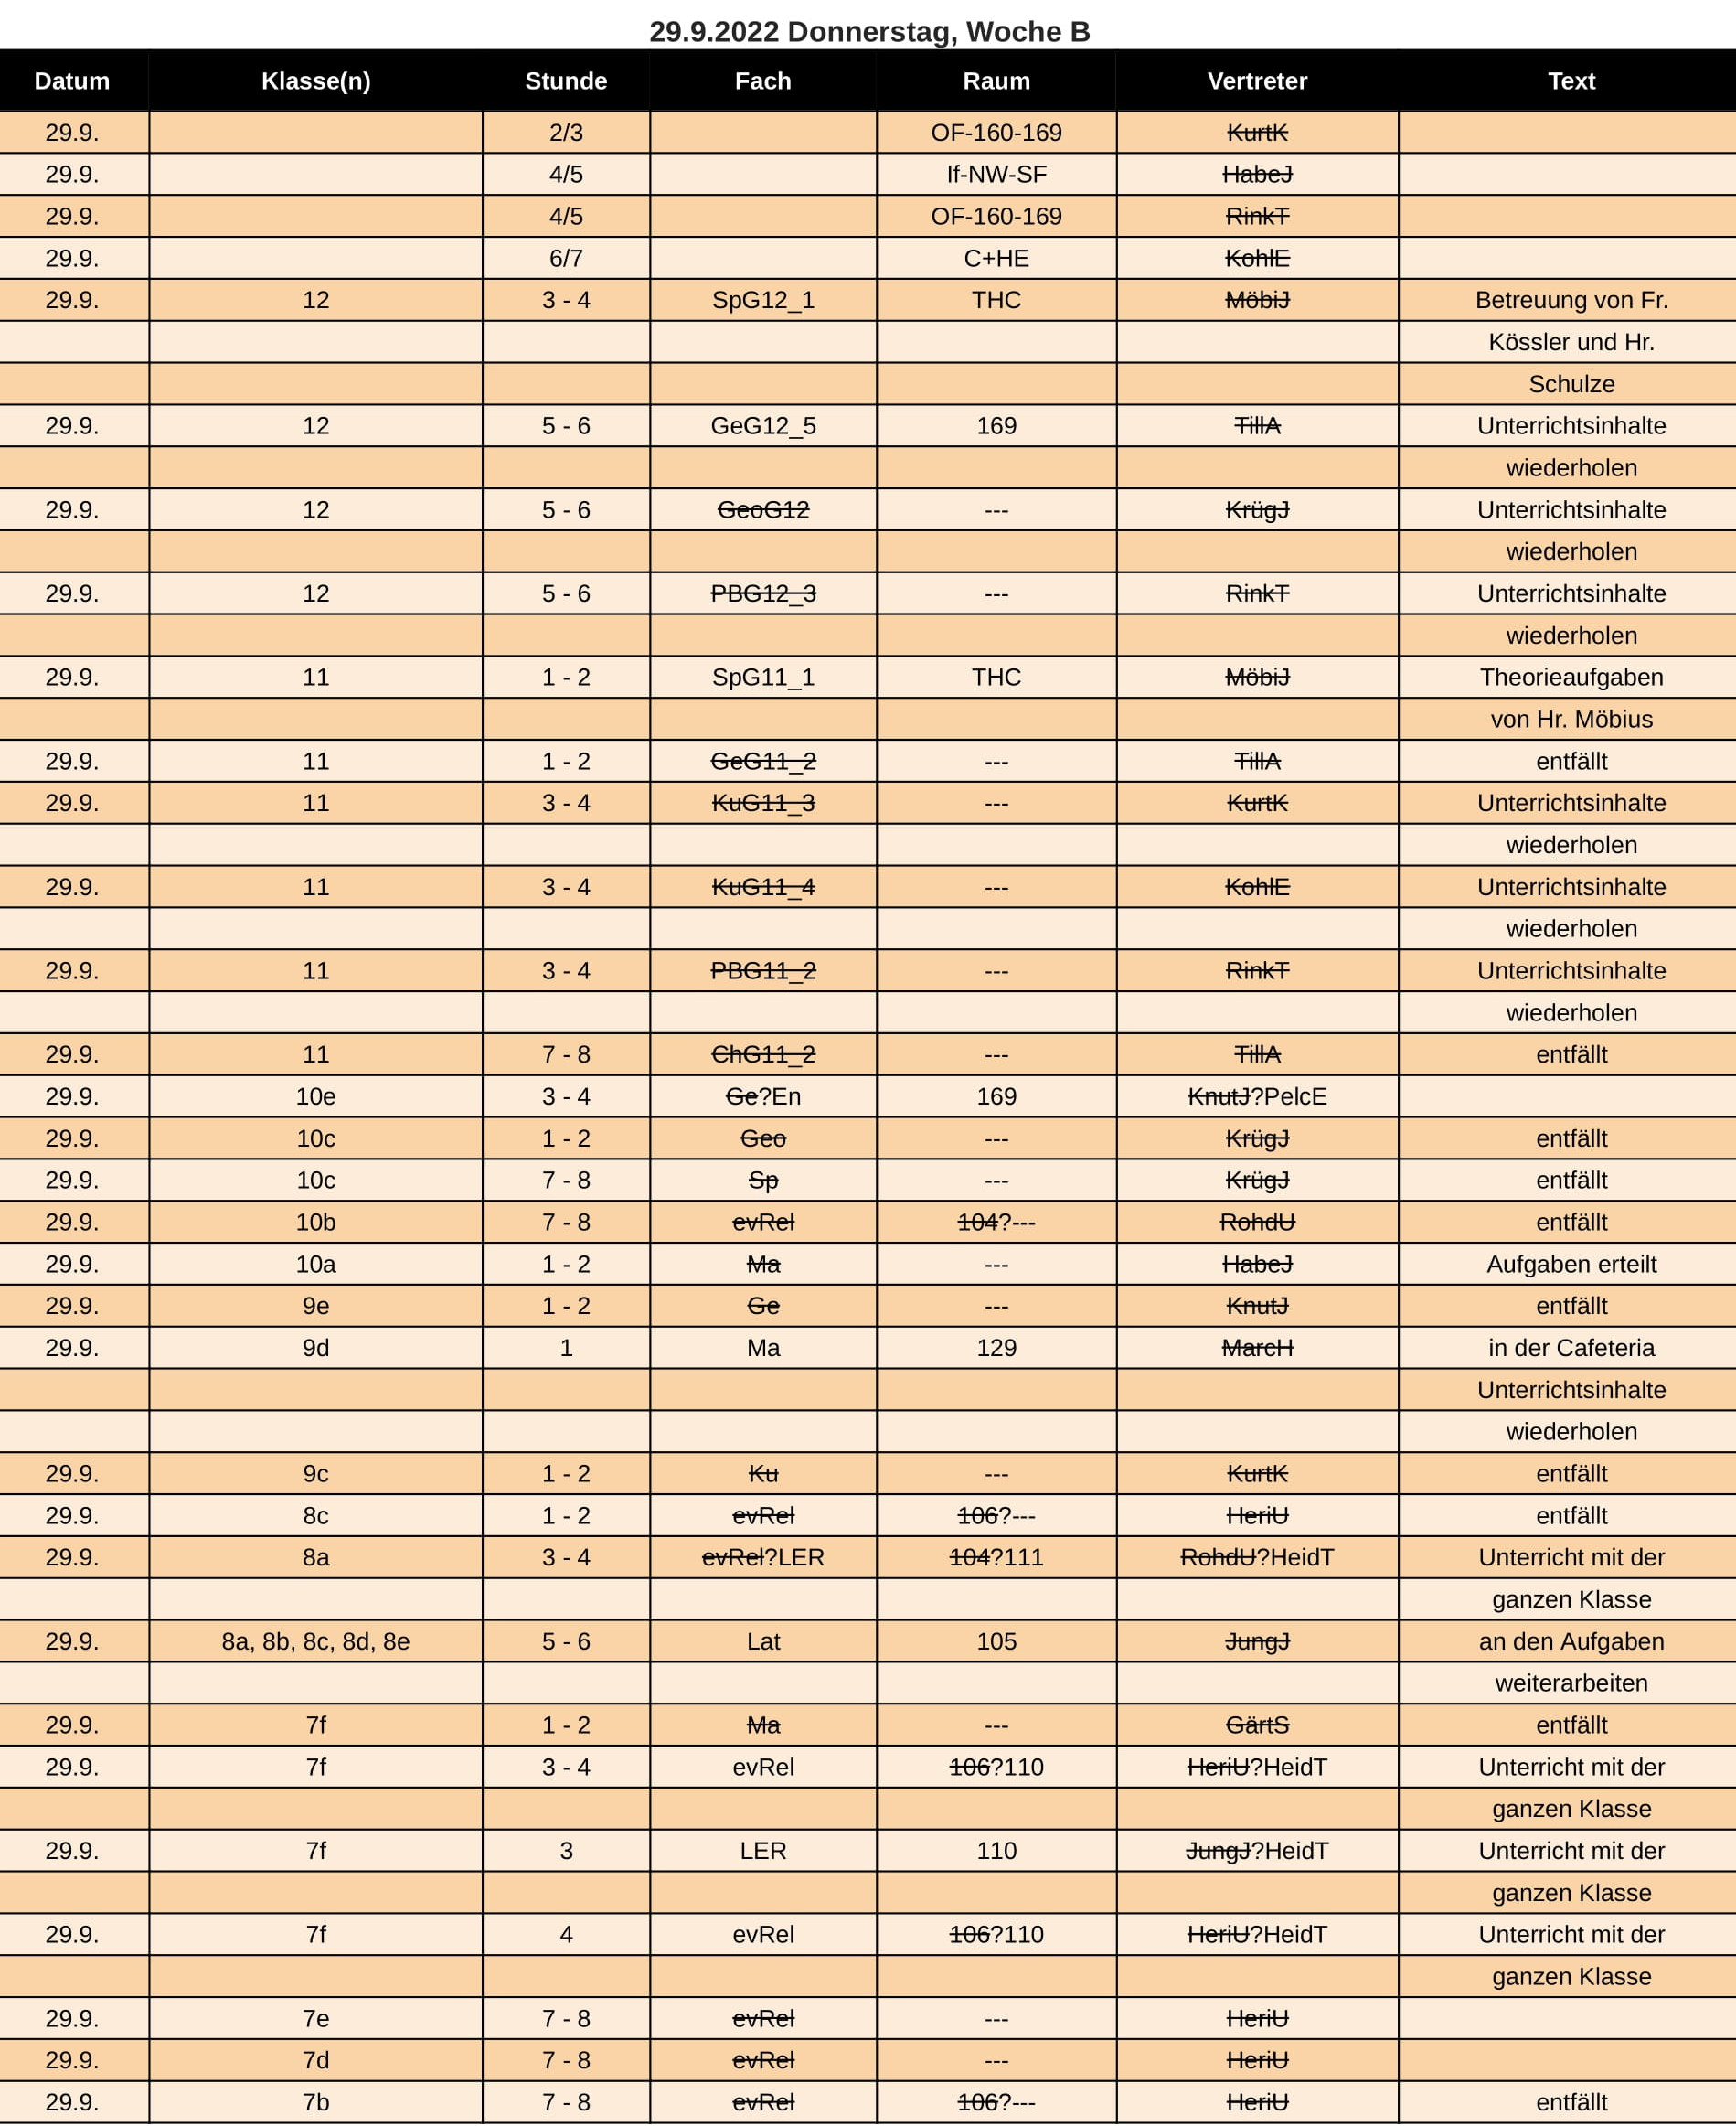 29.9.2022 Donnerstag, Woche B
Datum Klasse(n) Stunde Fach Raum Vertreter Text
29.9. 2/3 OF-160-169 KurtK
29.9. 4/5 If-NW-SF HabeJ
29.9. 4/5 OF-160-169 RinkT
29.9. 6/7 C+HE KohlE
29.9. 12 3 - 4 SpG12_1 THC MöbiJ Betreuung von Fr.
Kössler und Hr.
Schulze
29.9. 12 5 - 6 GeG12_5 169 TillA Unterrichtsinhalte
wiederholen
29.9. 12 5 - 6 GeoG12 --- KrügJ Unterrichtsinhalte
wiederholen
29.9. 12 5 - 6 PBG12_3 --- RinkT Unterrichtsinhalte
wiederholen
29.9. 11 1 - 2 SpG11_1 THC MöbiJ Theorieaufgaben
von Hr. Möbius
29.9. 11 1 - 2 GeG11_2 --- TillA entfällt
29.9. 11 3 - 4 KuG11_3 --- KurtK Unterrichtsinhalte
wiederholen
29.9. 11 3 - 4 KuG11_4 --- KohlE Unterrichtsinhalte
wiederholen
29.9. 11 3 - 4 PBG11_2 --- RinkT Unterrichtsinhalte
wiederholen
29.9. 11 7 - 8 ChG11_2 --- TillA entfällt
29.9. 10e 3 - 4 Ge?En 169 KnutJ?PelcE
29.9. 10c 1 - 2 Geo --- KrügJ entfällt
29.9. 10c 7 - 8 Sp --- KrügJ entfällt
29.9. 10b 7 - 8 evRel 104?--- RohdU entfällt
29.9. 10a 1 - 2 Ma --- HabeJ Aufgaben erteilt
29.9. 9e 1 - 2 Ge --- KnutJ entfällt
29.9. 9d 1 Ma 129 MarcH in der Cafeteria
Unterrichtsinhalte
wiederholen
29.9. 9c 1 - 2 Ku --- KurtK entfällt
29.9. 8c 1 - 2 evRel 106?--- HeriU entfällt
29.9. 8a 3 - 4 evRel?LER 104?111 RohdU?HeidT Unterricht mit der
ganzen Klasse
29.9. 8a, 8b, 8c, 8d, 8e 5 - 6 Lat 105 JungJ an den Aufgaben
weiterarbeiten
29.9. 7f 1 - 2 Ma --- GärtS entfällt
29.9. 7f 3 - 4 evRel 106?110 HeriU?HeidT Unterricht mit der
ganzen Klasse
29.9. 7f 3 LER 110 JungJ?HeidT Unterricht mit der
ganzen Klasse
29.9. 7f 4 evRel 106?110 HeriU?HeidT Unterricht mit der
ganzen Klasse
29.9. 7e 7 - 8 evRel --- HeriU
29.9. 7d 7 - 8 evRel --- HeriU
29.9. 7b 7 - 8 evRel 106?--- HeriU entfällt